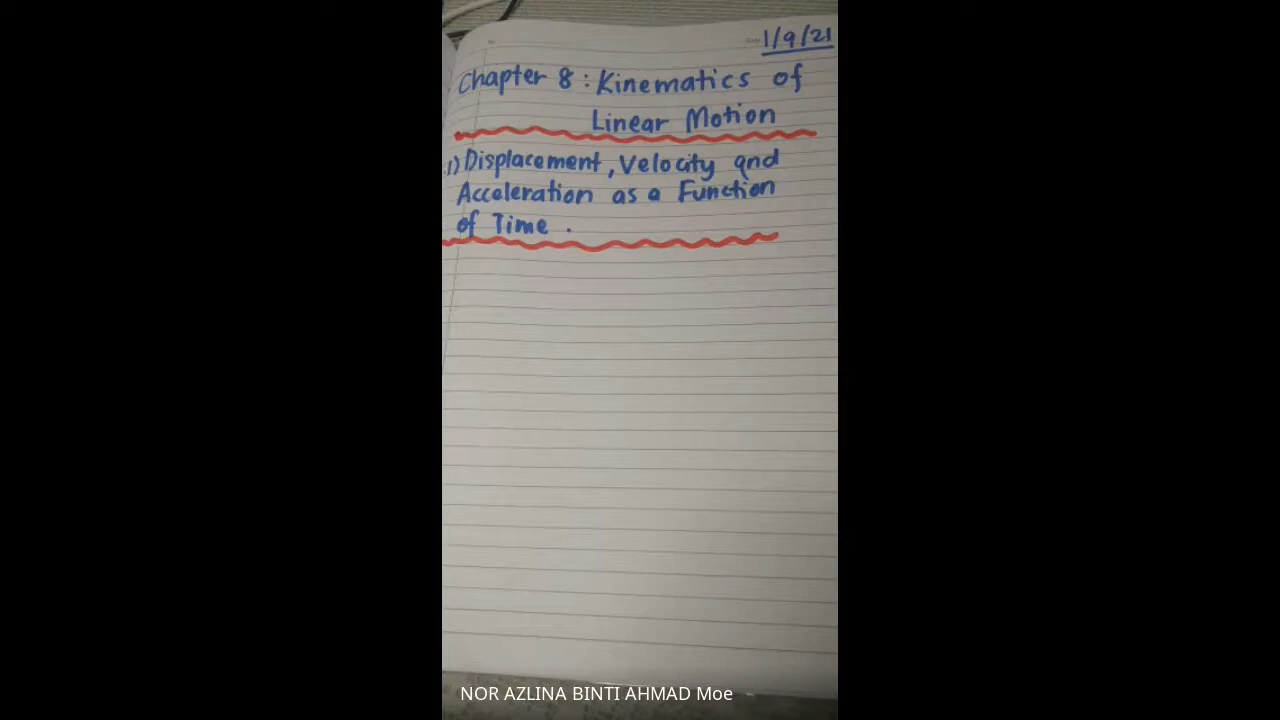 1/9/21
Chapter 8 : Kinematics of
Linear Motion
1) Displacement, Velocity and
Acceleration as a Function
of Time .
NOR AZLINA BINTI AHMAD Moe